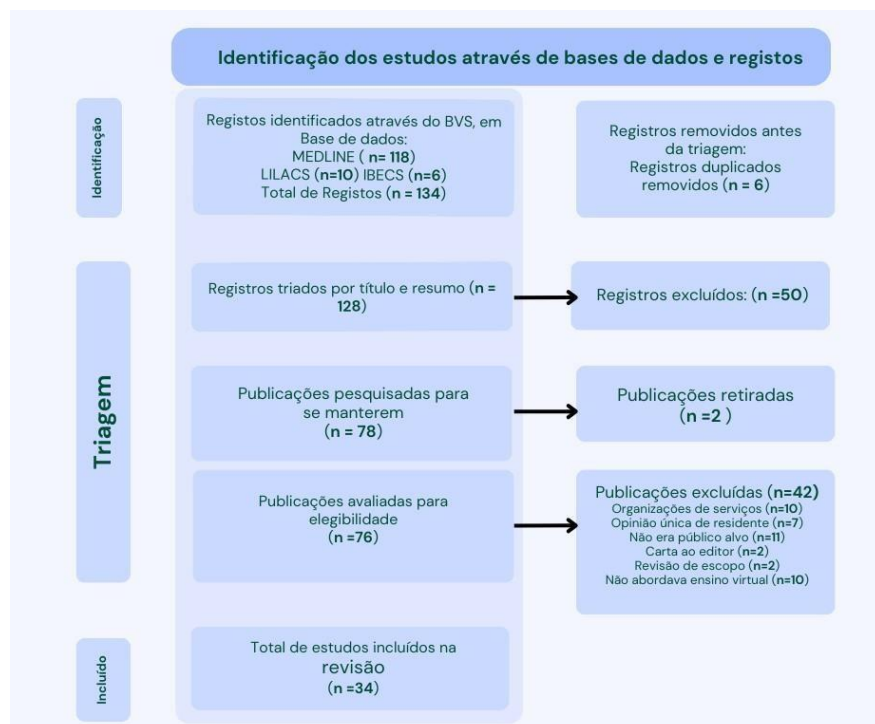 Identificação dos estudos através de bases de dados e registos
Identificação
Registos identificados através do BVS, em
Base de dados:
MEDLINE ( n= 118)
LILACS (n=10) IBECS (n=6)
Total de Registos (n = 134)
Registros removidos antes
da triagem:
Registros duplicados
removidos (n = 6)
Triagem
Registros triados por título e resumo (n =
128)
Registros excluídos: (n =50)
Publicações pesquisadas para
se manterem
(n = 78)
Publicações retiradas
(n =2 )
Publicações avaliadas para
elegibilidade
(n =76)
Publicações excluídas (n=42)
Organizações de serviços (n=10)
Opinião única de residente (n=7)
Não era público alvo (n=11)
Carta ao editor (n=2)
Revisão de escopo (n=2)
Não abordava ensino virtual (n=10)
Incluído
Total de estudos incluídos na
revisão
(n =34)